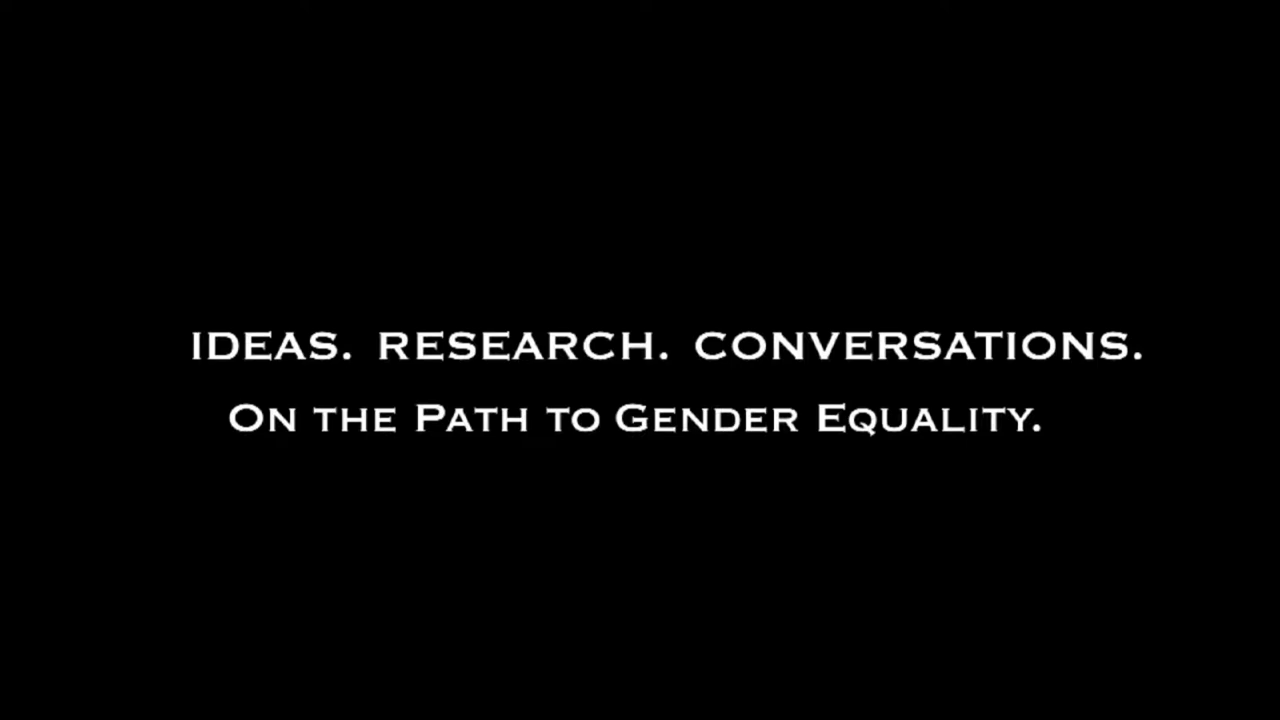 IDEAS. RESEARCH. CONVERSATIONS.
On the Path to Gender Equality.